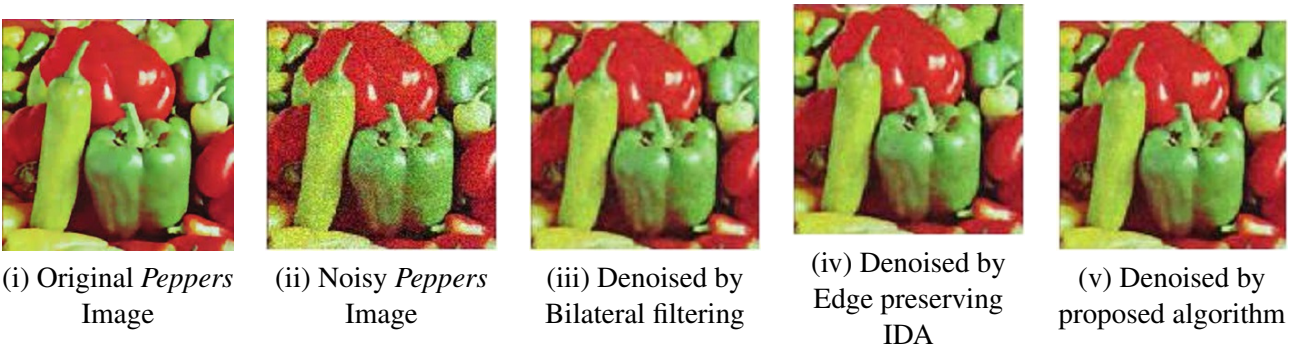 (i) Original Peppers
Image
(ii) Noisy Peppers
Image
(iii) Denoised by
Bilateral filtering
(iv) Denoised by
Edge preserving
IDA
(v) Denoised by
proposed algorithm